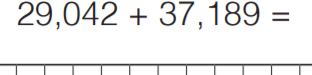 29,042 + 37,189 =